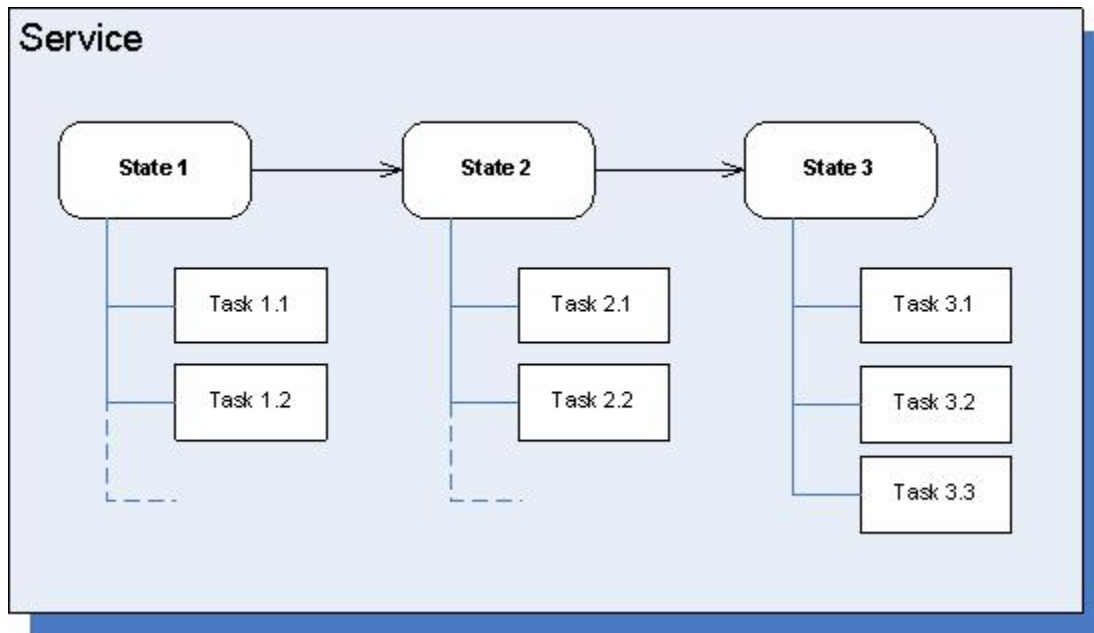 Service
State 1
State 2
State 3
Task 1.1
Task 2.1
Task 3.1
Task 1.2
Task 2.2
Task 3.2
Task 3.3